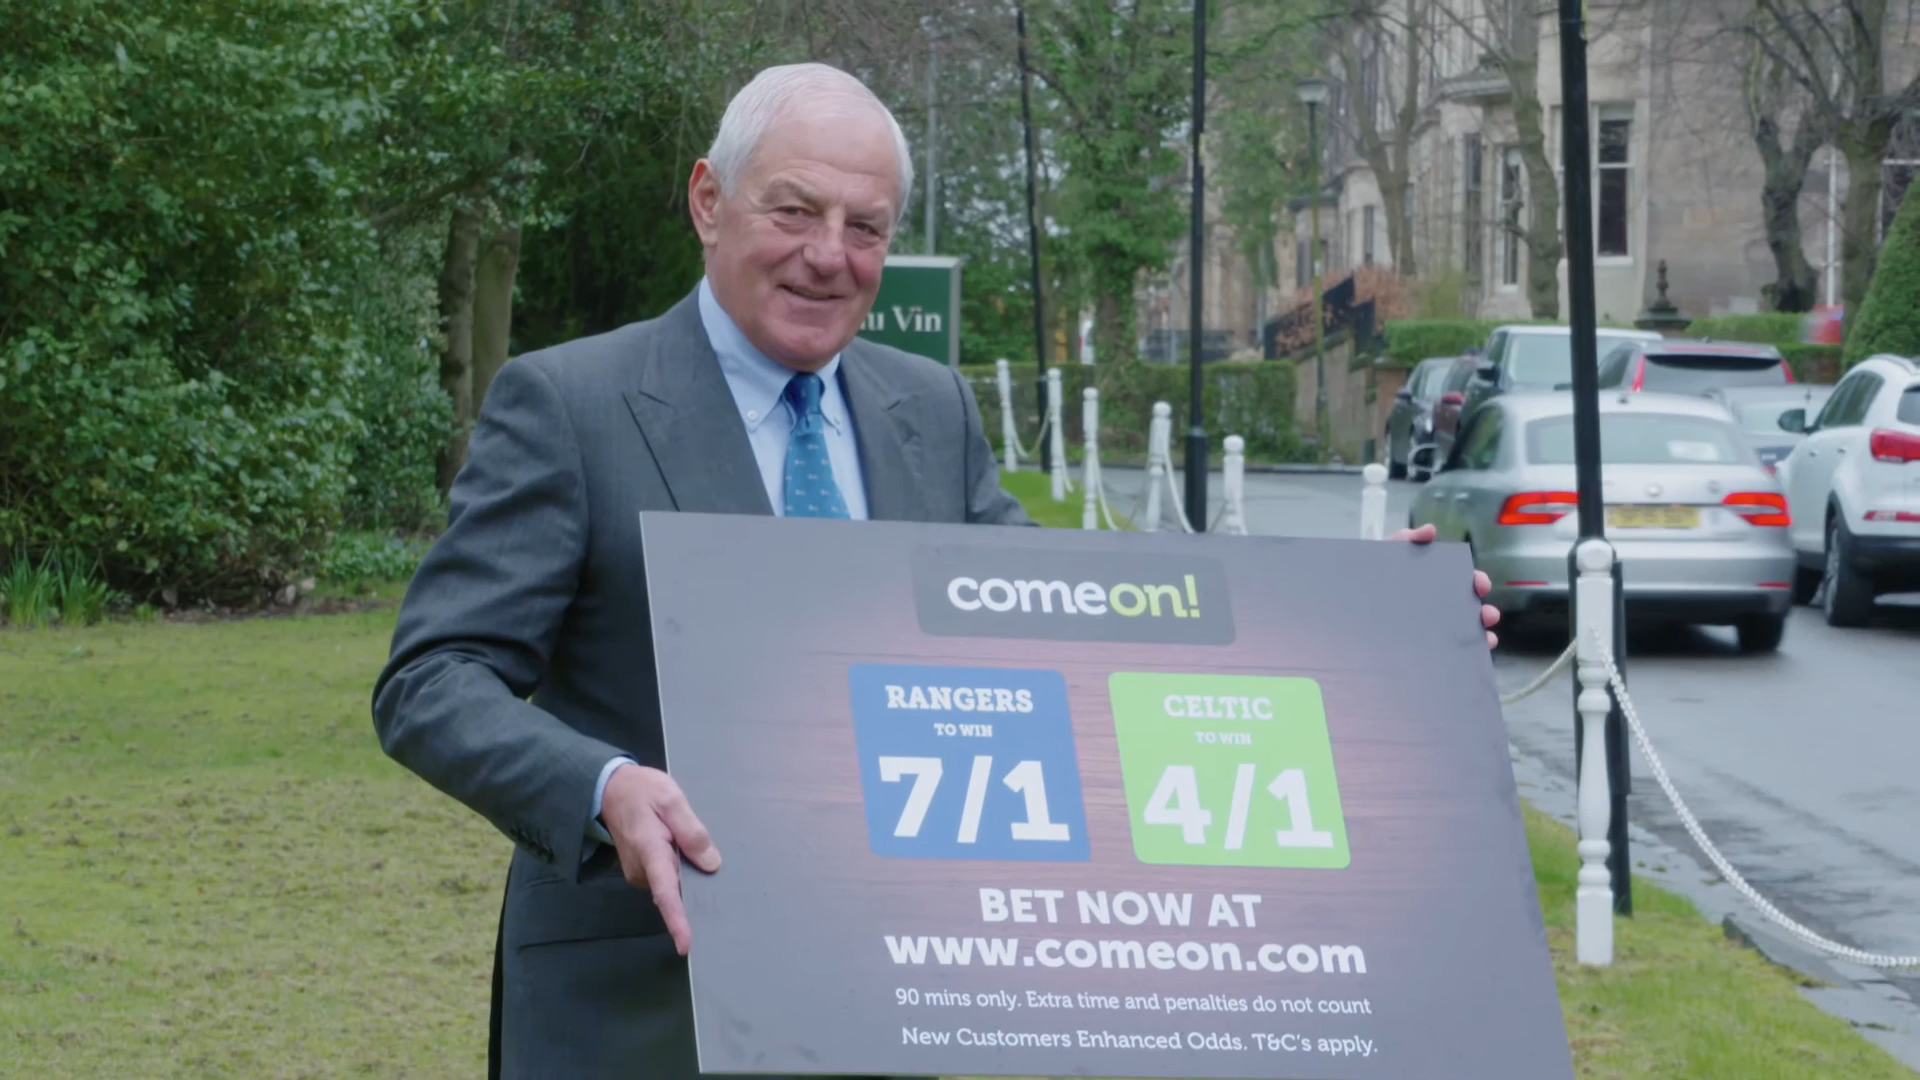 u Vin
comeon!
RANGERS
TO WIN
7/1
CELTIC
TO WIN
4/1
BET NOW AT
www.comeon.com
90 mins only. Extra time and penalties do not count
New Customers Enhanced Odds. T&C's apply.